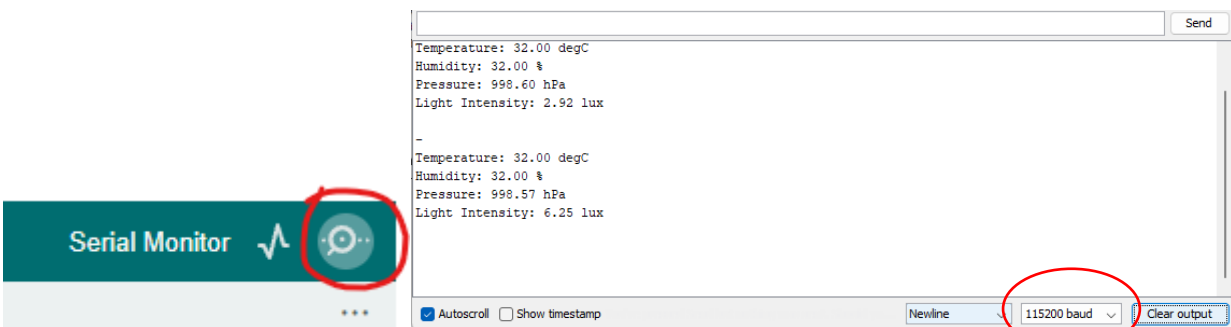 Send
Temperature: 32.00 degC
Humidity: 32.00 %
Pressure: 998.60 hPa
Light Intensity: 2.92 lux
-
Temperature: 32.00 degC
Humidity: 32.00 %
Pressure: 998.57 hPa
Light Intensity: 6.25 lux
Serial Monitor
Autoscroll Show timestamp Newline 115200 baud Clear output